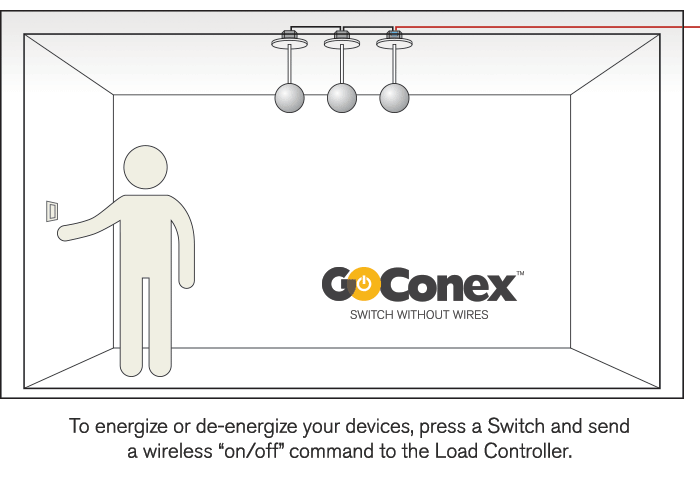 GoConex™
SWITCH WITHOUT WIRES
To energize or de-energize your devices, press a Switch and send
a wireless “on/off” command to the Load Controller.